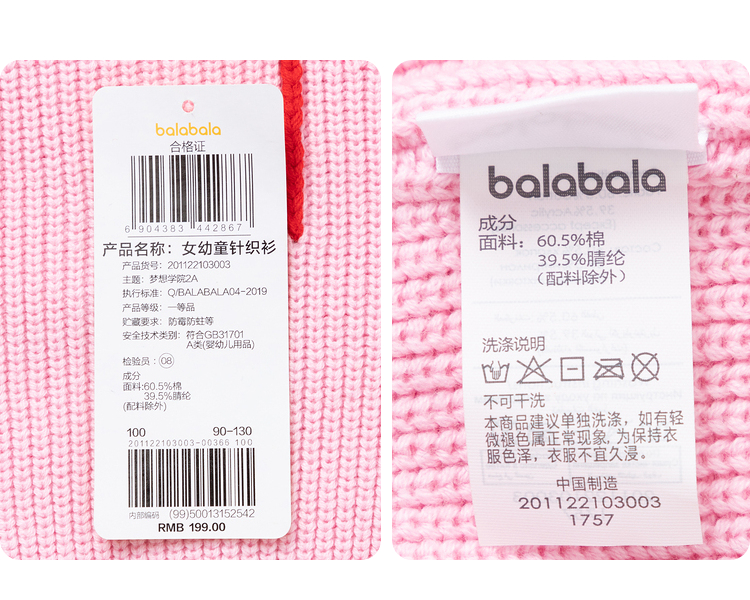 balabala
合格证
6 904383 442867
产品名称：女幼童针织衫
产品货号：201122103003
主题：梦想学院2A
执行标准：Q/BALABALA04-2019
产品等级：一等品
贮藏要求：防霉防蛀等
安全技术类别：符合GB31701
A类(婴幼儿用品)
检验员：08
成分
面料:60.5%棉
39.5%腈纶
(配料除外)
100 90-130
201122103003-00366 100
内部编码 (99)50013152542
RMB 199.00
balabala
成分
面料：60.5%棉
39.5%腈纶
（配料除外）
洗涤说明
不可干洗
本商品建议单独洗涤，如有轻
微褪色属正常现象, 为保持衣
服色泽，衣服不宜久浸。
中国制造
201122103003
1757